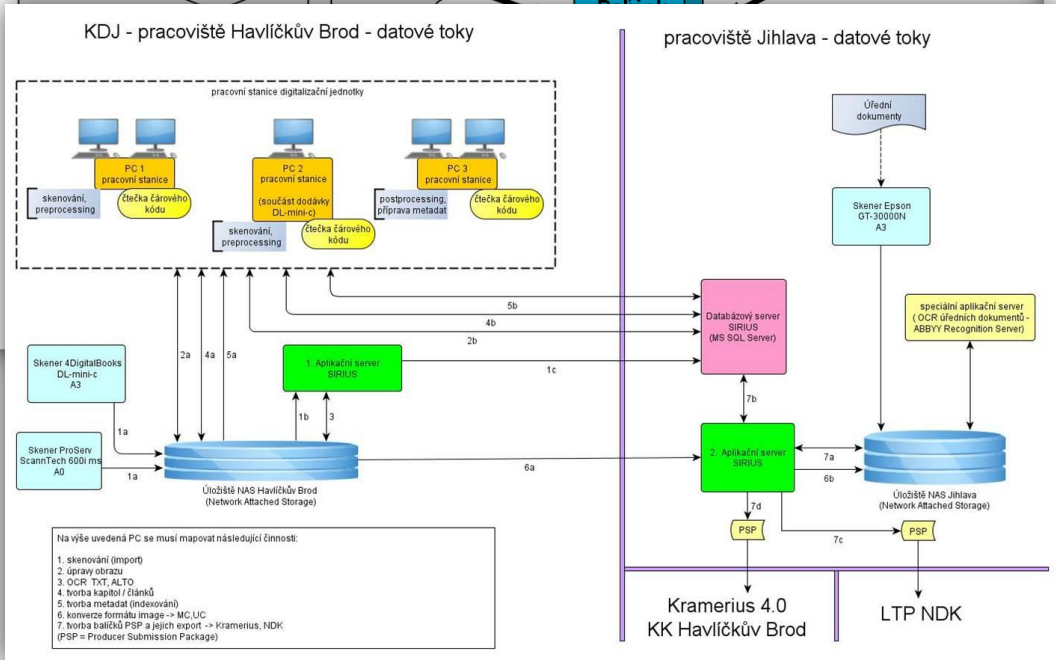 KDJ - pracoviště Havlíčkův Brod - datové toky
pracovní stanice digitalizační jednotky
PC 1
pracovní stanice
skenování,
preprocessing
čtečka čárového
kódu
PC 2
pracovní stanice
(součást dodávky
DL-mini-c)
skenování,
preprocessing
čtečka čárového
kódu
PC 3
pracovní stanice
postprocessing,
příprava metadat
čtečka čárového
kódu
2a
4a
5a
5b
4b
2b
1c
Skener 4DigitalBooks
DL-mini-c
A3
1a
Skener ProServ
ScannTech 600i ms
A0
1a
1. Aplikační server
SIRIUS
1b
3
Úložiště NAS Havlíčkův Brod
(Network Attached Storage)
6a
Na výše uvedená PC se musí mapovat následující činnosti:
1. skenování (import)
2. úpravy obrazu
3. OCR TXT, ALTO
4. tvorba kapitol / článků
5. tvorba metadat (indexování)
6. konverze formátu image -> MC,UC
7. tvorba balíčků PSP a jejich export -> Kramerius, NDK
(PSP = Producer Submission Package)
pracoviště Jihlava - datové toky
Úřední
dokumenty
Skener Epson
GT-30000N
A3
Databázový server
SIRIUS
(MS SQL Server)
speciální aplikační server
( OCR úředních dokumentů -
ABBYY Recognition Server)
7b
2. Aplikační server
SIRIUS
7a
6b
Úložiště NAS Jihlava
(Network Attached Storage)
7d
7c
PSP
PSP
Kramerius 4.0
KK Havlíčkův Brod
LTP NDK